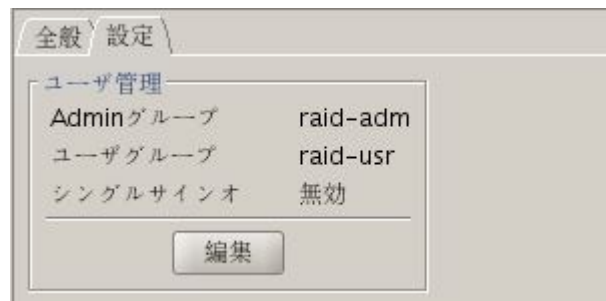 全般 設定
ユーザ管理
Adminグループ raid-adm
ユーザグループ raid-usr
シングルサインオ 無効
編集